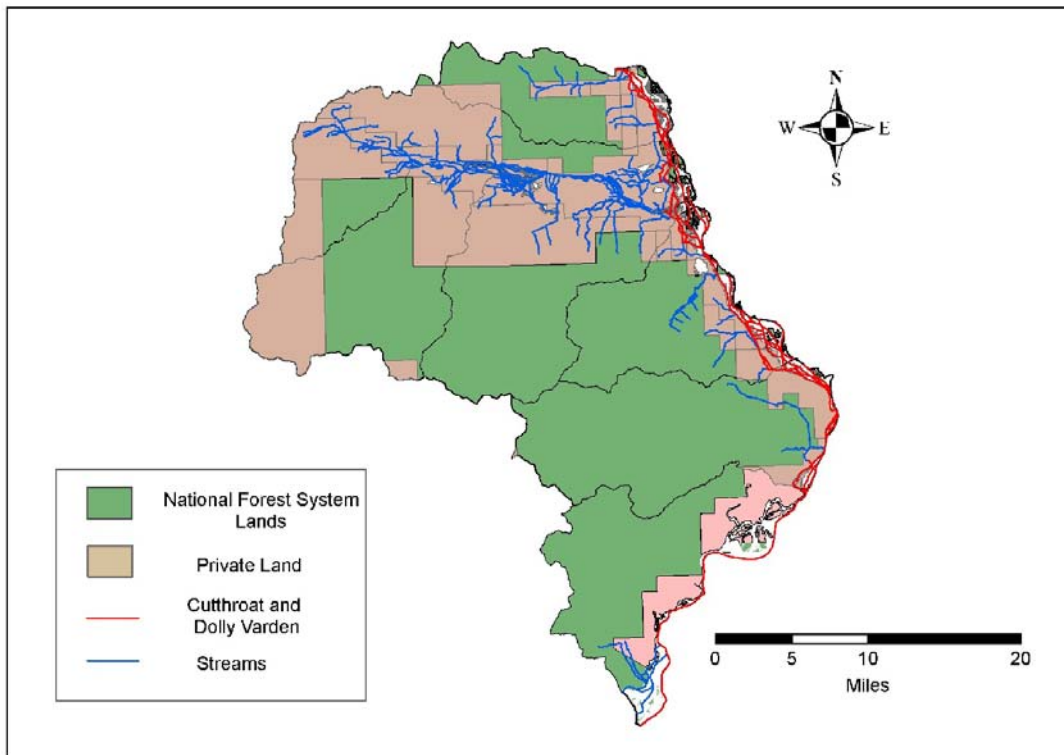 N
W E
S
National Forest System
Lands
Private Land
Cutthroat and
Dolly Varden
Streams
0 5 10 20
Miles